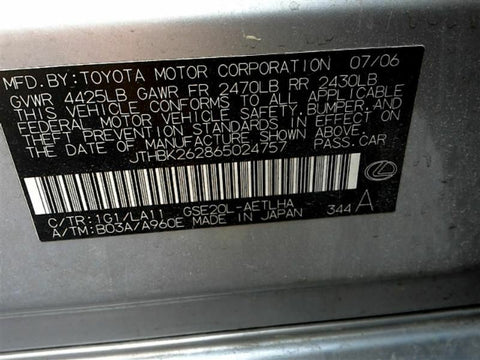 MFD.BY:TOYOTA MOTOR CORPORATION 07/06
GVWR 4425LB GAWR FR 2470LB RR 2430LB
THIS VEHICLE CONFORMS TO ALL APPLICABLE
FEDERAL MOTOR VEHICLE SAFETY, BUMPER, AND
THEFT PREVENTION STANDARDS IN EFFECT ON
THE DATE OF MANUFACTURE SHOWN ABOVE.
JTHBK262865024757 PASS.CAR
C/TR:1G1/LA11 GSE20L-AETLHA
A/TM:B03A/A960E MADE IN JAPAN 344 A